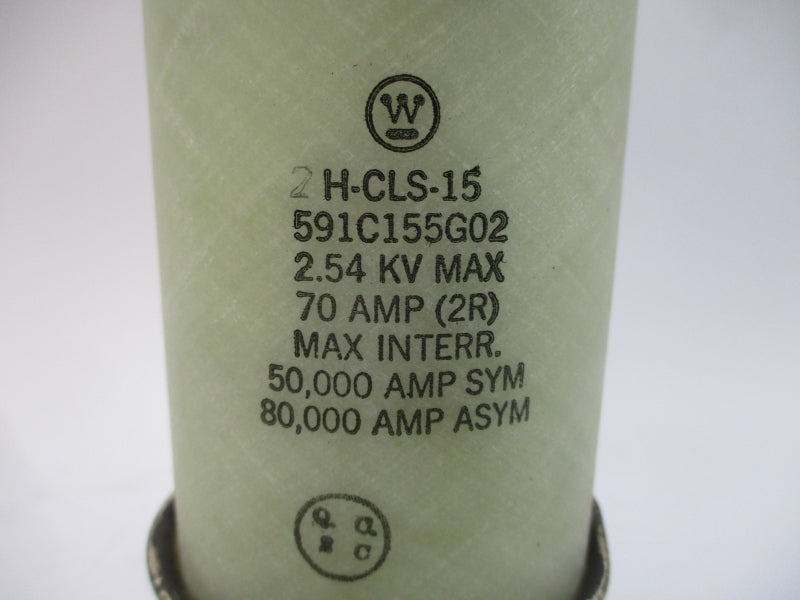 W
2 H-CLS-15
591C155G02
2.54 KV MAX
70 AMP (2R)
MAX INTERR.
50,000 AMP SYM
80,000 AMP ASYM